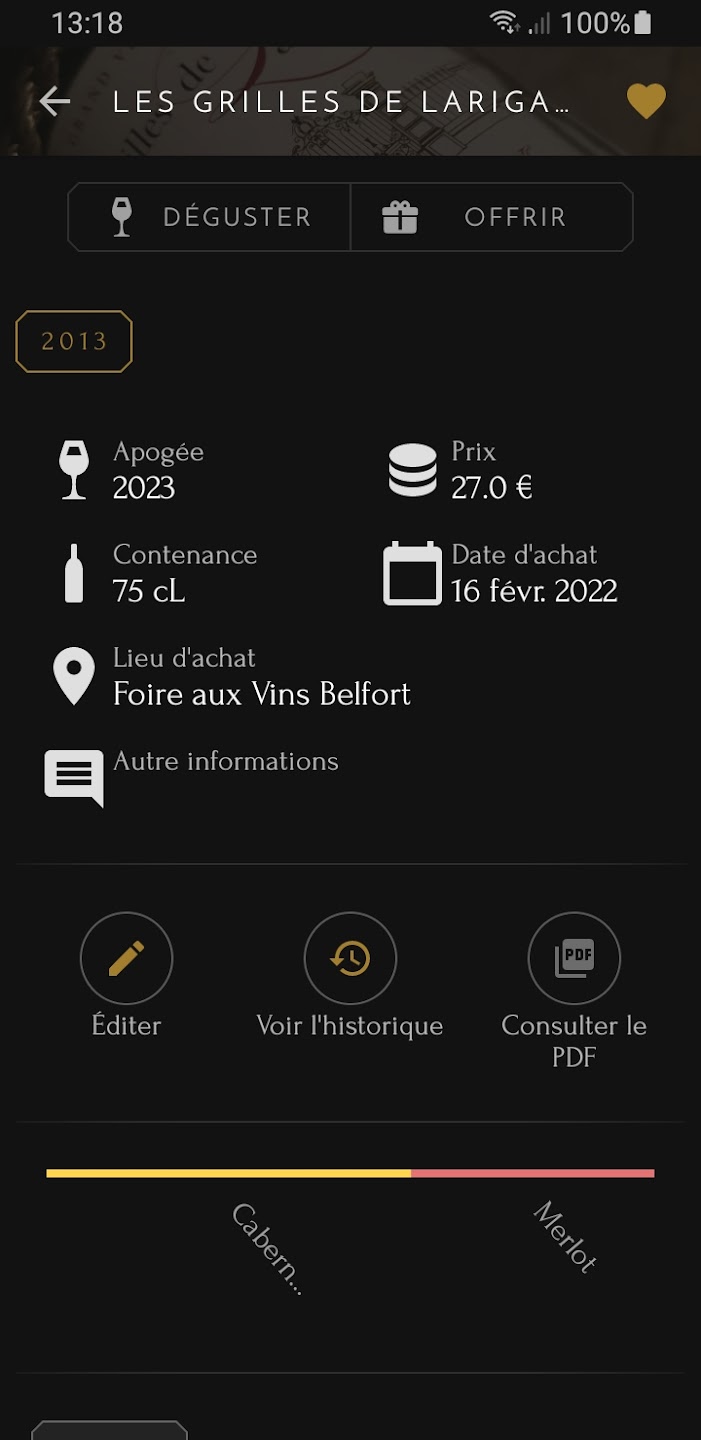 13:18
100%
LES GRILLES DE LARIGA…
DÉGUSTER
OFFRIR
2013
Apogée
2023
Prix
27.0 €
Contenance
75 cL
Date d'achat
16 févr. 2022
Lieu d'achat
Foire aux Vins Belfort
Autre informations
PDF
Éditer
Voir l'historique
Consulter le
PDF
Cabern...
Merlot